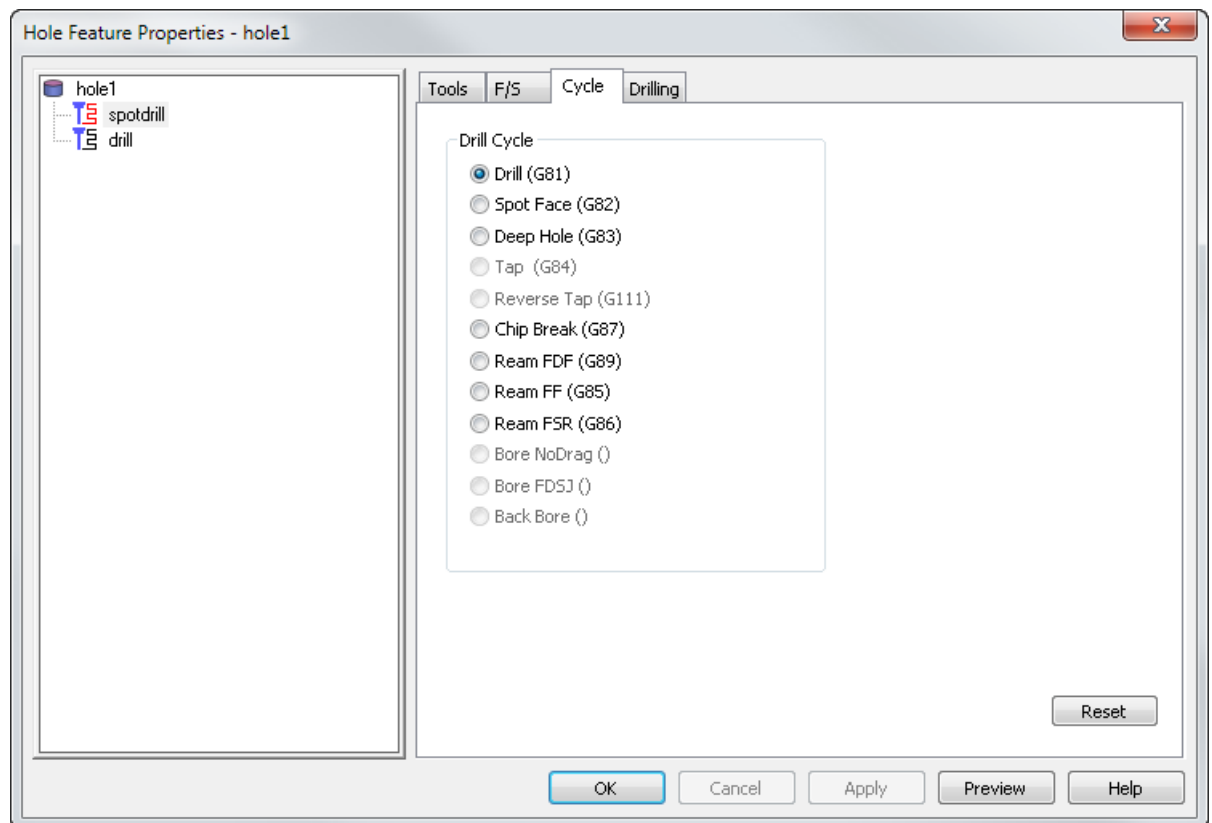 Hole Feature Properties - hole1
hole1
spotdrill
drill
Tools F/S Cycle Drilling
Drill Cycle
Drill (G81)
Spot Face (G82)
Deep Hole (G83)
Tap (G84)
Reverse Tap (G111)
Chip Break (G87)
Ream FDF (G89)
Ream FF (G85)
Ream FSR (G86)
Bore NoDrag ()
Bore FDSJ ()
Back Bore ()
Reset
OK Cancel Apply Preview Help